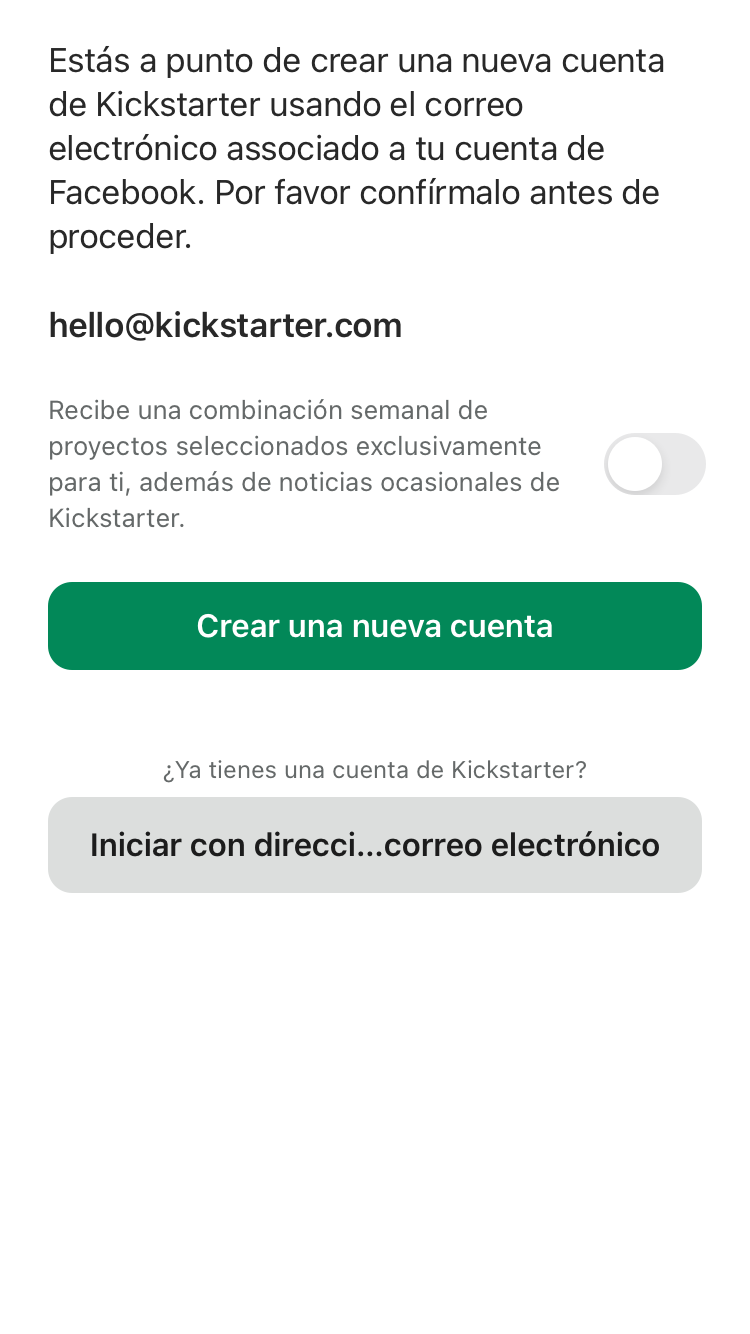 Estás a punto de crear una nueva cuenta
de Kickstarter usando el correo
electrónico associado a tu cuenta de
Facebook. Por favor confírmalo antes de
proceder.
hello@kickstarter.com
Recibe una combinación semanal de
proyectos seleccionados exclusivamente
para ti, además de noticias ocasionales de
Kickstarter.
Crear una nueva cuenta
¿Ya tienes una cuenta de Kickstarter?
Iniciar con direcci...correo electrónico